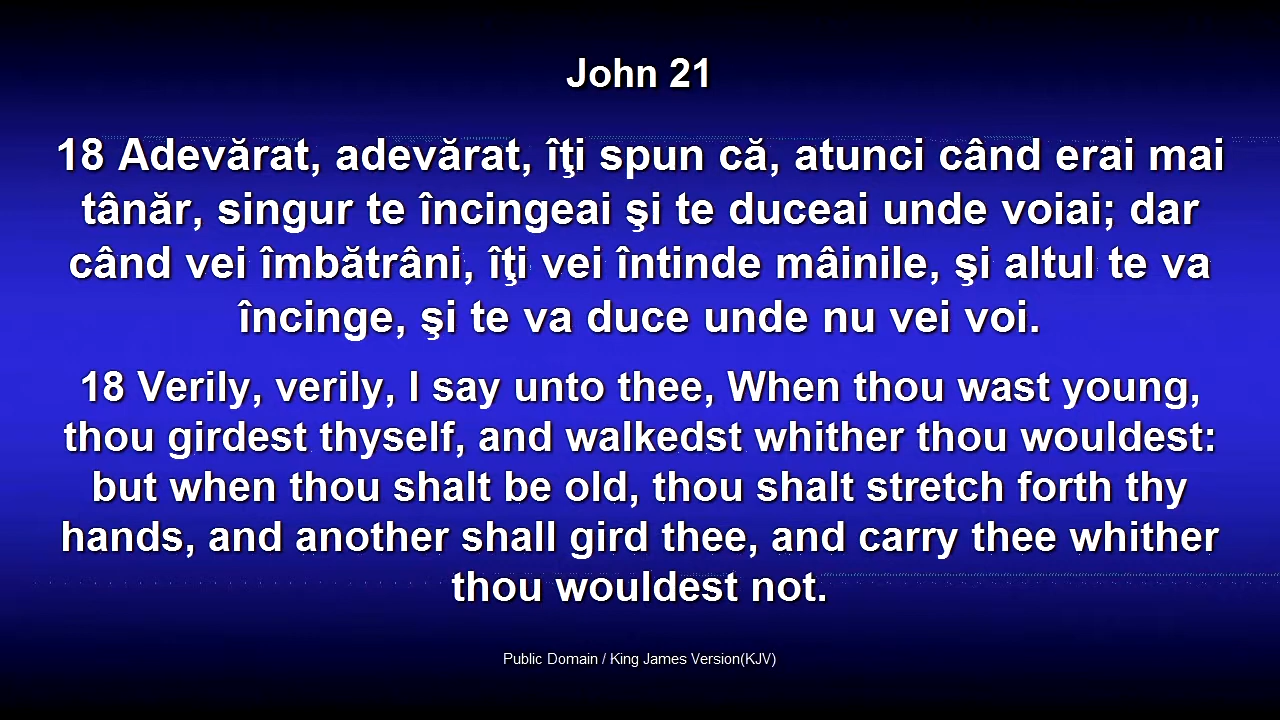 John 21
18 Adevărat, adevărat, îţi spun că, atunci când erai mai
tânăr, singur te încingeai şi te duceai unde voiai; dar
când vei îmbătrâni, îţi vei întinde mâinile, şi altul te va
încinge, şi te va duce unde nu vei voi.
18 Verily, verily, I say unto thee, When thou wast young,
thou girdest thyself, and walkedst whither thou wouldest:
but when thou shalt be old, thou shalt stretch forth thy
hands, and another shall gird thee, and carry thee whither
thou wouldest not.
Public Domain / King James Version(KJV)